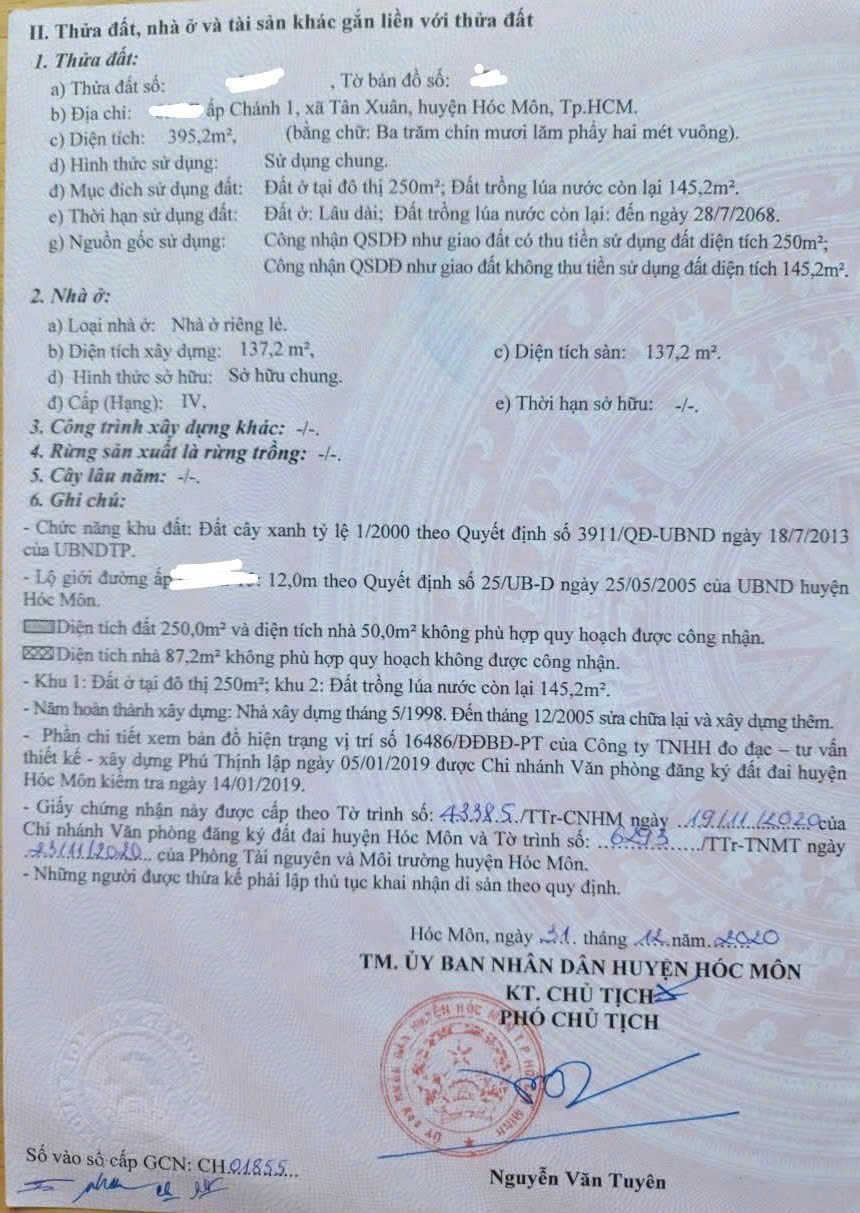 II. Thửa đất, nhà ở và tài sản khác gắn liền với thửa đất
1. Thửa đất:
a) Thửa đất số: , Tờ bản đồ số:
b) Địa chỉ: ấp Chánh 1, xã Tân Xuân, huyện Hóc Môn, Tp.HCM.
c) Diện tích: 395,2m², (bằng chữ: Ba trăm chín mươi lăm phẩy hai mét vuông).
d) Hình thức sử dụng: Sử dụng chung.
đ) Mục đích sử dụng đất: Đất ở tại đô thị 250m²; Đất trồng lúa nước còn lại 145,2m².
e) Thời hạn sử dụng đất: Đất ở: Lâu dài; Đất trồng lúa nước còn lại: đến ngày 28/7/2068.
g) Nguồn gốc sử dụng: Công nhận QSDĐ như giao đất có thu tiền sử dụng đất diện tích 250m²;
Công nhận QSDĐ như giao đất không thu tiền sử dụng đất diện tích 145,2m².
2. Nhà ở:
a) Loại nhà ở: Nhà ở riêng lẻ.
b) Diện tích xây dựng: 137,2 m², c) Diện tích sàn: 137,2 m².
d) Hình thức sở hữu: Sở hữu chung.
đ) Cấp (Hạng): IV, e) Thời hạn sở hữu: -/-.
3. Công trình xây dựng khác: -/-.
4. Rừng sản xuất là rừng trồng: -/-.
5. Cây lâu năm: -/-.
6. Ghi chú:
- Chức năng khu đất: Đất cây xanh tỷ lệ 1/2000 theo Quyết định số 3911/QĐ-UBND ngày 18/7/2013
của UBNDTP.
- Lộ giới đường ấp : 12,0m theo Quyết định số 25/UB-D ngày 25/05/2005 của UBND huyện
Hóc Môn.
Diện tích đất 250,0m² và diện tích nhà 50,0m² không phù hợp quy hoạch được công nhận.
Diện tích nhà 87,2m² không phù hợp quy hoạch không được công nhận.
- Khu 1: Đất ở tại đô thị 250m²; khu 2: Đất trồng lúa nước còn lại 145,2m².
- Năm hoàn thành xây dựng: Nhà xây dựng tháng 5/1998. Đến tháng 12/2005 sửa chữa lại và xây dựng thêm.
- Phần chi tiết xem bản đồ hiện trạng vị trí số 16486/ĐĐBĐ-PT của Công ty TNHH đo đạc – tư vấn
thiết kế - xây dựng Phú Thịnh lập ngày 05/01/2019 được Chi nhánh Văn phòng đăng ký đất đai huyện
Hóc Môn kiểm tra ngày 14/01/2019.
- Giấy chứng nhận này được cấp theo Tờ trình số: 4338.5./TTr-CNHM ngày ..19/11/2020của
Chi nhánh Văn phòng đăng ký đất đai huyện Hóc Môn và Tờ trình số: ..6293...../TTr-TNMT ngày
..23/11/2020.. của Phòng Tài nguyên và Môi trường huyện Hóc Môn.
- Những người được thừa kế phải lập thủ tục khai nhận di sản theo quy định.
Hóc Môn, ngày .31. tháng .12.năm.2020
TM. ỦY BAN NHÂN DÂN HUYỆN HÓC MÔN
KT. CHỦ TỊCH
PHÓ CHỦ TỊCH
ỦY BAN NHÂN DÂN HUYỆN HÓC MÔN T.P HỒ CHÍ MINH
Nguyễn Văn Tuyên
Số vào sổ cấp GCN: CH.01855...